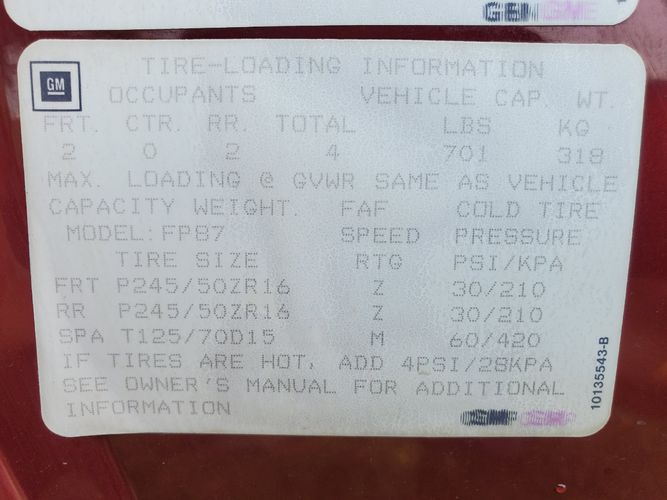 GM
TIRE-LOADING INFORMATION
OCCUPANTS VEHICLE CAP. WT.
FRT. CTR. RR. TOTAL LBS KG
2 0 2 4 701 318
MAX. LOADING @ GVWR SAME AS VEHICLE
CAPACITY WEIGHT. FAF COLD TIRE
MODEL: FP87 SPEED PRESSURE
TIRE SIZE RTG PSI/KPA
FRT P245/50ZR16 Z 30/210
RR P245/50ZR16 Z 30/210
SPA T125/70D15 M 60/420
IF TIRES ARE HOT, ADD 4PSI/28KPA
SEE OWNER'S MANUAL FOR ADDITIONAL
INFORMATION
10135543-B